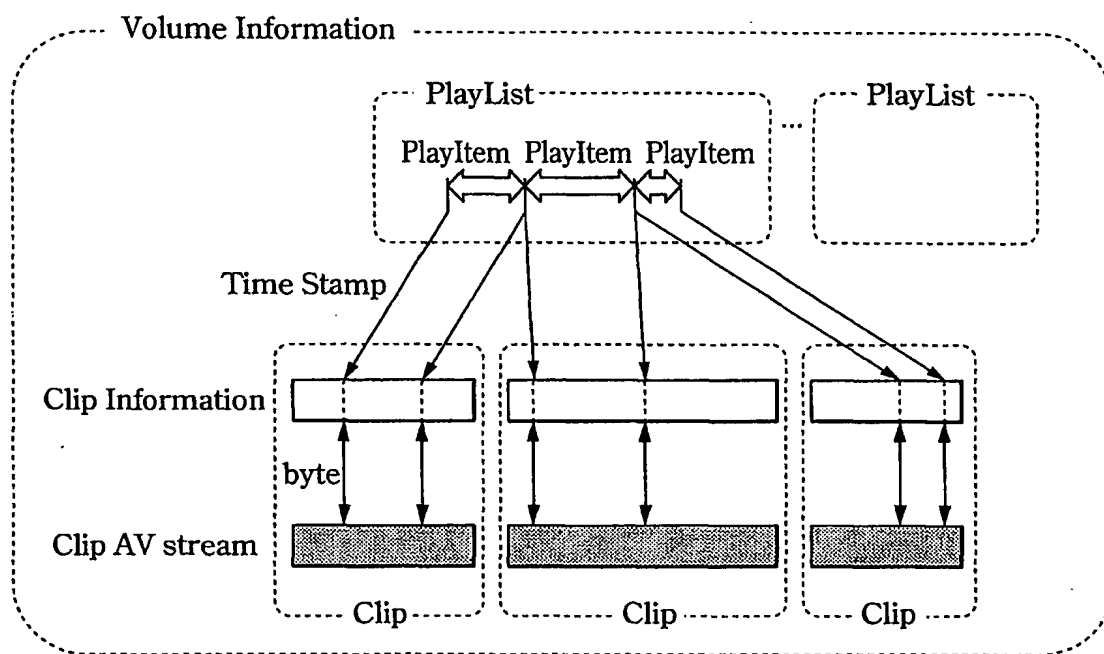 Volume Information
PlayList
PlayList
...
PlayItem PlayItem PlayItem
Time Stamp
Clip Information
byte
Clip AV stream
Clip
Clip
Clip